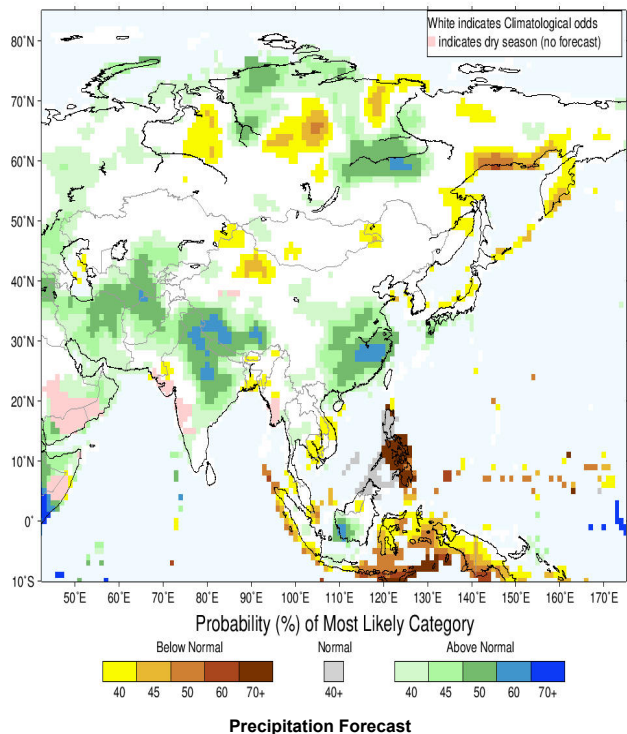 White indicates Climatological odds
indicates dry season (no forecast)
80˚N
70˚N
60˚N
50˚N
40˚N
30˚N
20˚N
10˚N
0˚
10˚S
50˚E 60˚E 70˚E 80˚E 90˚E 100˚E 110˚E 120˚E 130˚E 140˚E 150˚E 160˚E 170˚E
Probability (%) of Most Likely Category
Below Normal Normal Above Normal
40 45 50 60 70+ 40+ 40 45 50 60 70+
Precipitation Forecast